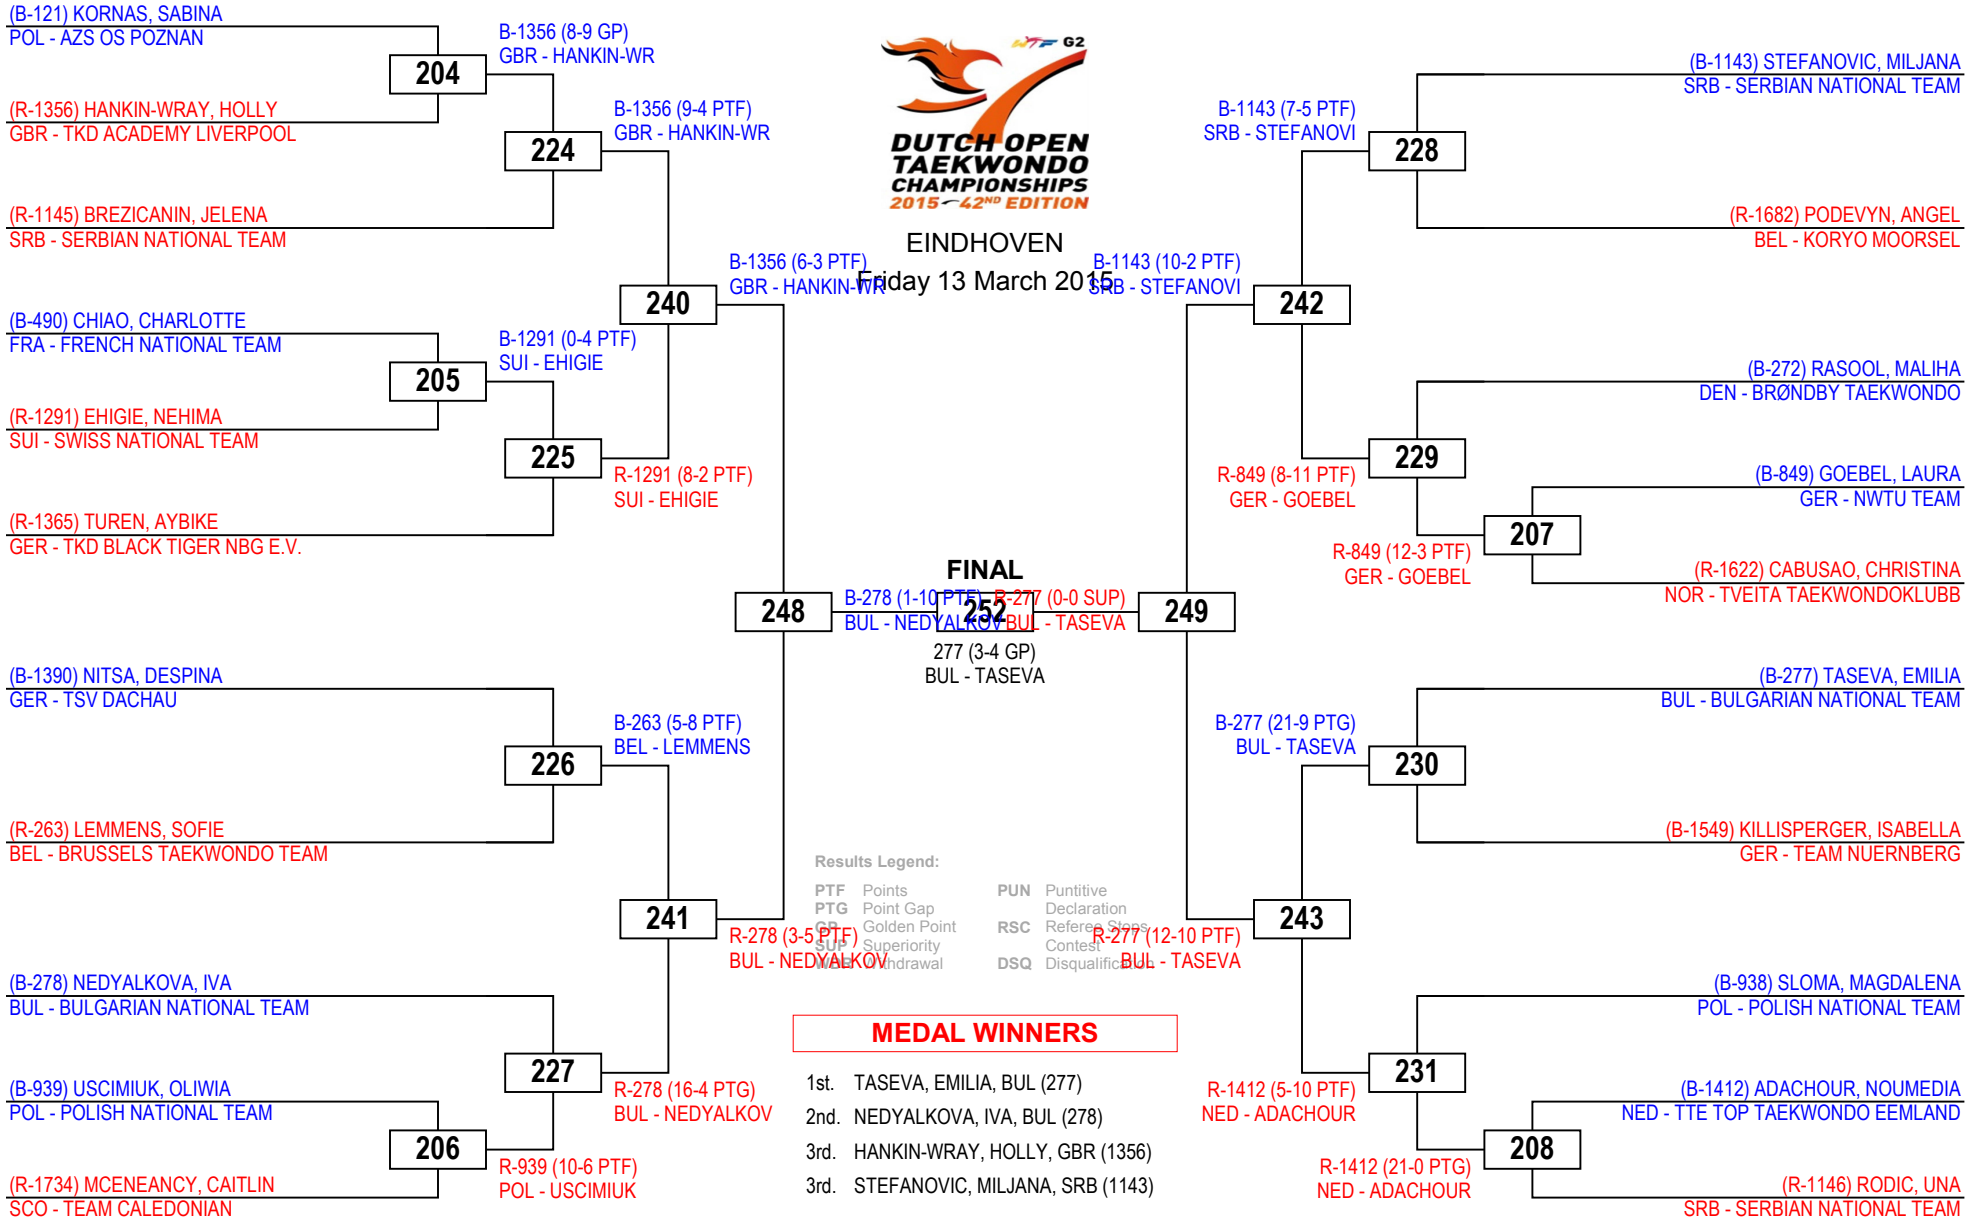 (B-121) KORNAS, SABINA
POL - AZS OS POZNAN
204
(R-1356) HANKIN-WRAY, HOLLY
GBR - TKD ACADEMY LIVERPOOL
B-1356 (8-9 GP)
GBR - HANKIN-WR
224
(R-1145) BREZICANIN, JELENA
SRB - SERBIAN NATIONAL TEAM
B-1356 (9-4 PTF)
GBR - HANKIN-WR
240
(B-490) CHIAO, CHARLOTTE
FRA - FRENCH NATIONAL TEAM
205
(R-1291) EHIGIE, NEHIMA
SUI - SWISS NATIONAL TEAM
B-1291 (0-4 PTF)
SUI - EHIGIE
225
(R-1365) TUREN, AYBIKE
GER - TKD BLACK TIGER NBG E.V.
R-1291 (8-2 PTF)
SUI - EHIGIE
B-1356 (6-3 PTF)
GBR - HANKIN-WR
248
(B-1390) NITSA, DESPINA
GER - TSV DACHAU
226
(R-263) LEMMENS, SOFIE
BEL - BRUSSELS TAEKWONDO TEAM
B-263 (5-8 PTF)
BEL - LEMMENS
241
(B-278) NEDYALKOVA, IVA
BUL - BULGARIAN NATIONAL TEAM
227
(B-939) USCIMIUK, OLIWIA
POL - POLISH NATIONAL TEAM
206
(R-1734) MCENEANCY, CAITLIN
SCO - TEAM CALEDONIAN
R-939 (10-6 PTF)
POL - USCIMIUK
R-278 (16-4 PTG)
BUL - NEDYALKOV
R-278 (3-5 PTF)
BUL - NEDYALKOV
WTF G2
DUTCH OPEN
TAEKWONDO
CHAMPIONSHIPS
2015 42ND EDITION
EINDHOVEN
Friday 13 March 2015
FINAL
B-278 (1-10 PTF)
BUL - NEDYALKOV
252
R-277 (0-0 SUP)
BUL - TASEVA
277 (3-4 GP)
BUL - TASEVA
Results Legend:
PTF Points
PTG Point Gap
GP Golden Point
SUP Superiority
WDR Withdrawal
PUN Puntitive
Declaration
RSC Referee Stops
Contest
DSQ Disqualification
MEDAL WINNERS
1st. TASEVA, EMILIA, BUL (277)
2nd. NEDYALKOVA, IVA, BUL (278)
3rd. HANKIN-WRAY, HOLLY, GBR (1356)
3rd. STEFANOVIC, MILJANA, SRB (1143)
(B-1143) STEFANOVIC, MILJANA
SRB - SERBIAN NATIONAL TEAM
B-1143 (7-5 PTF)
SRB - STEFANOVI
228
(R-1682) PODEVYN, ANGEL
BEL - KORYO MOORSEL
B-1143 (10-2 PTF)
SRB - STEFANOVI
242
(B-272) RASOOL, MALIHA
DEN - BRØNDBY TAEKWONDO
R-849 (8-11 PTF)
GER - GOEBEL
229
(B-849) GOEBEL, LAURA
GER - NWTU TEAM
R-849 (12-3 PTF)
GER - GOEBEL
207
(R-1622) CABUSAO, CHRISTINA
NOR - TVEITA TAEKWONDOKLUBB
249
(B-277) TASEVA, EMILIA
BUL - BULGARIAN NATIONAL TEAM
B-277 (21-9 PTG)
BUL - TASEVA
230
(B-1549) KILLISPERGER, ISABELLA
GER - TEAM NUERNBERG
R-277 (12-10 PTF)
BUL - TASEVA
243
(B-938) SLOMA, MAGDALENA
POL - POLISH NATIONAL TEAM
R-1412 (5-10 PTF)
NED - ADACHOUR
231
(B-1412) ADACHOUR, NOUMEDIA
NED - TTE TOP TAEKWONDO EEMLAND
R-1412 (21-0 PTG)
NED - ADACHOUR
208
(R-1146) RODIC, UNA
SRB - SERBIAN NATIONAL TEAM